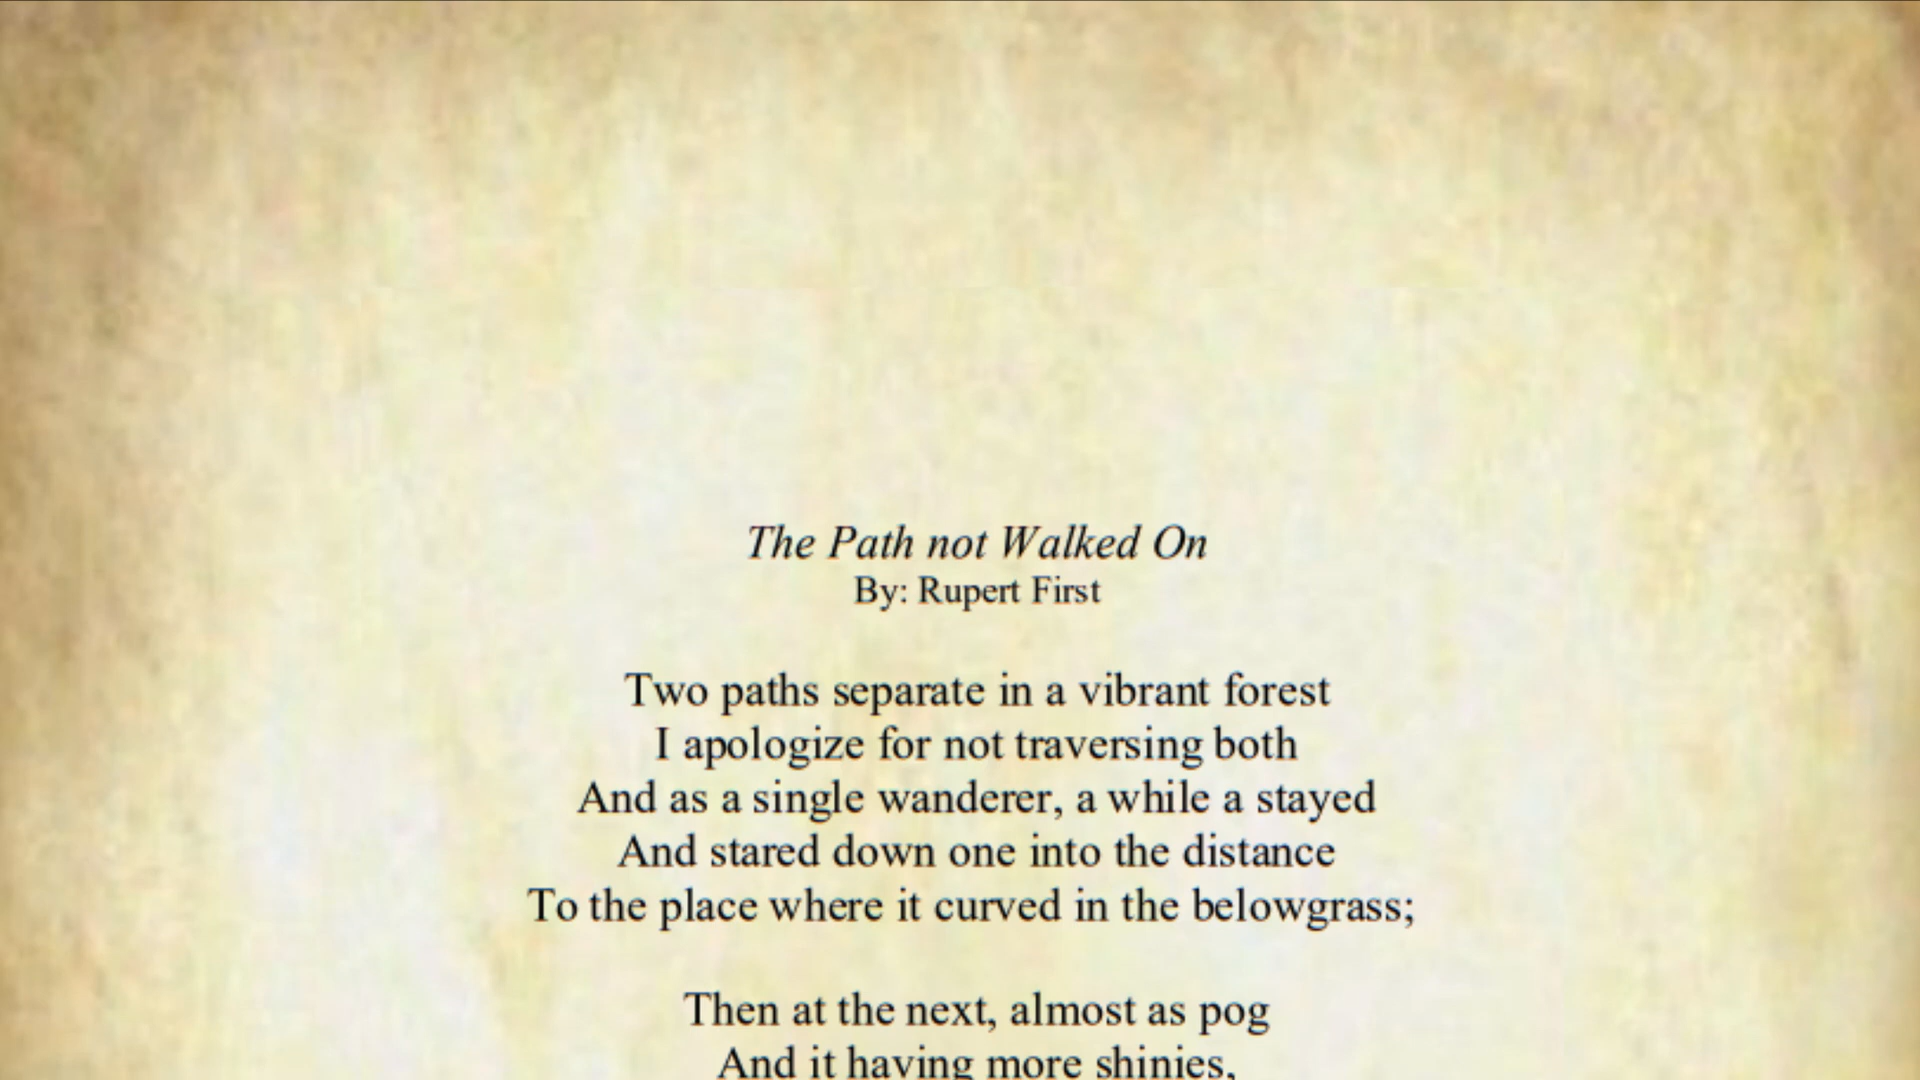 The Path not Walked On
By: Rupert First
Two paths separate in a vibrant forest
I apologize for not traversing both
And as a single wanderer, a while a stayed
And stared down one into the distance
To the place where it curved in the belowgrass;
Then at the next, almost as pog
And it having more shinies,